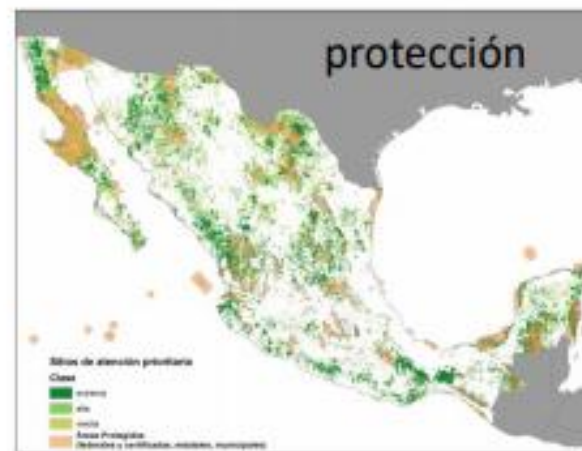 protección
Sitios de atención prioritaria
Clase
extrema
alta
media
Áreas Protegidas
(federales y certificadas, estatales, municipales)